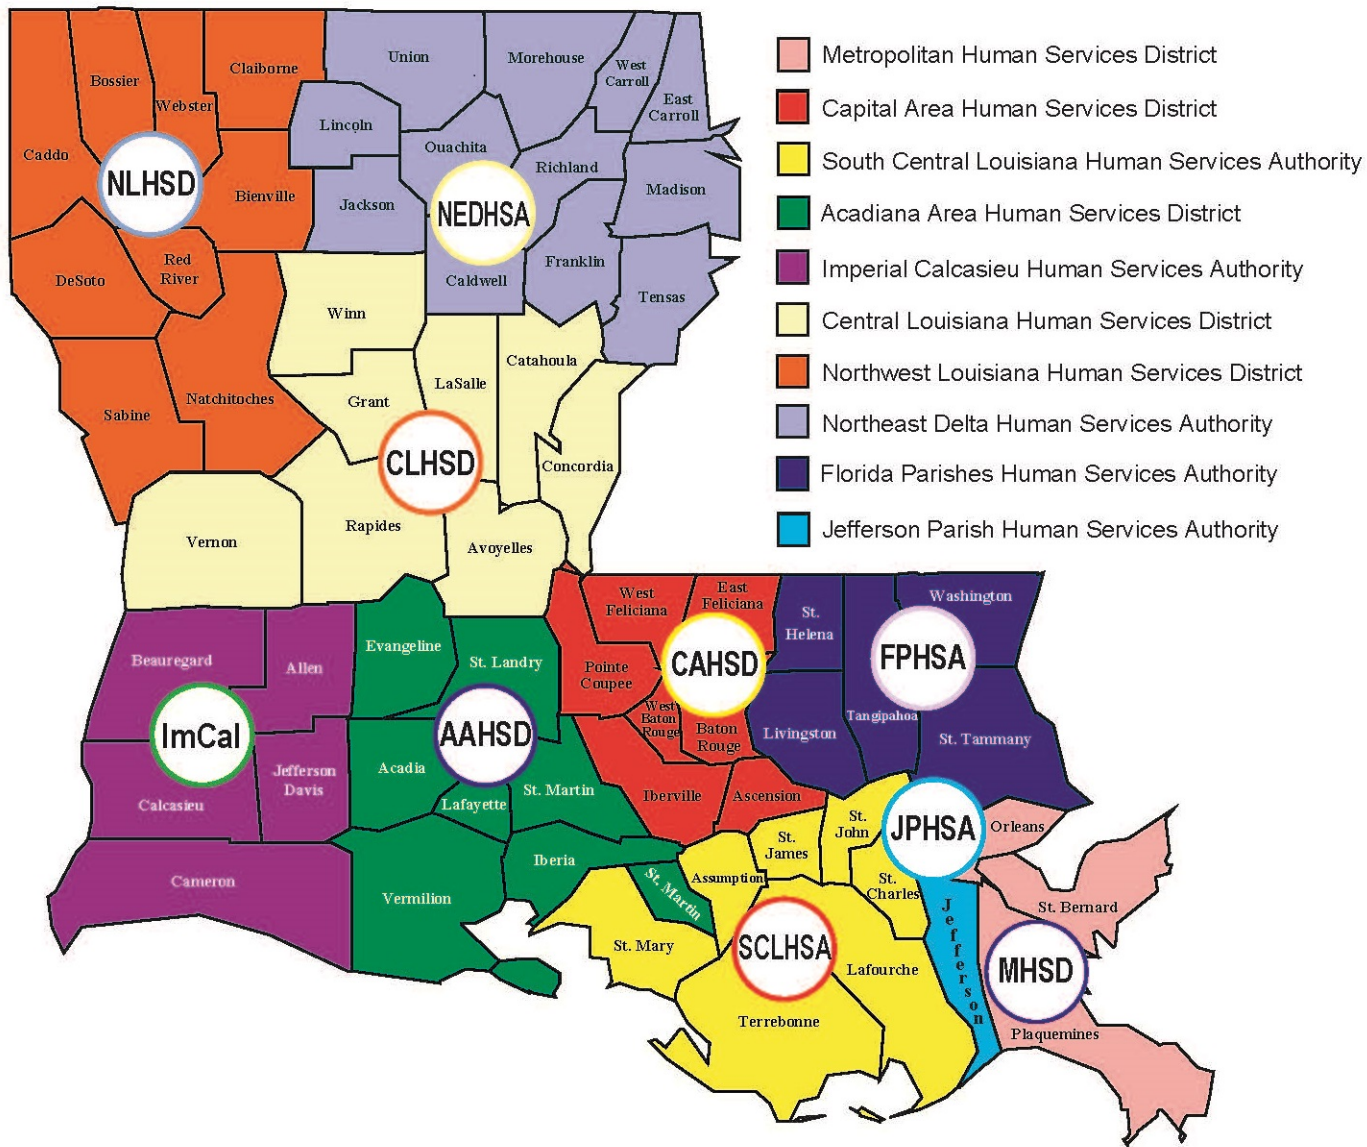 Metropolitan Human Services District
Capital Area Human Services District
South Central Louisiana Human Services Authority
Acadiana Area Human Services District
Imperial Calcasieu Human Services Authority
Central Louisiana Human Services District
Northwest Louisiana Human Services District
Northeast Delta Human Services Authority
Florida Parishes Human Services Authority
Jefferson Parish Human Services Authority
Caddo
Bossier
Webster
Claiborne
NLHSD
Bienville
DeSoto
Red
River
Sabine
Natchitoches
Union
Morehouse
West
Carroll
East
Carroll
Lincoln
Ouachita
Richland
Madison
Jackson
NEDHSA
Caldwell
Franklin
Tensas
Winn
Grant
LaSalle
Catahoula
CLHSD
Concordia
Vernon
Rapides
Avoyelles
Beauregard
Allen
ImCal
Calcasieu
Jefferson
Davis
Cameron
Evangeline
St. Landry
AAHSD
Acadia
Lafayette
St. Martin
Vermilion
Iberia
St. Martin
West
Feliciana
East
Feliciana
Pointe
Coupee
CAHSD
West
Baton
Rouge
Baton
Rouge
Iberville
Ascension
St.
Helena
Washington
FPHSA
Livingston
Tangipahoa
St. Tammany
St.
James
St.
John
St.
Charles
Assumption
St. Mary
SCLHSA
Lafourche
Terrebonne
JPHSA
Jefferson
Orleans
St. Bernard
MHSD
Plaquemines